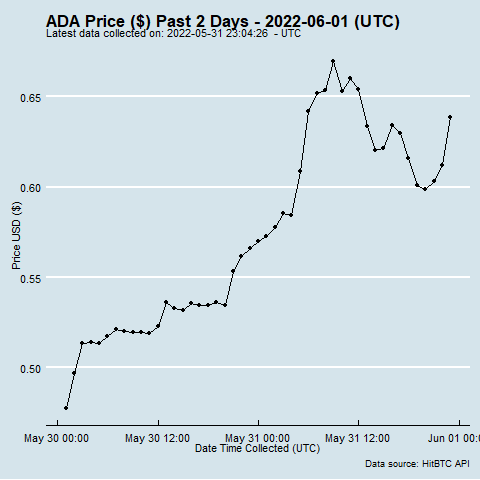 ADA Price ($) Past 2 Days - 2022-06-01 (UTC)
Latest data collected on: 2022-05-31 23:04:26  - UTC
0.65
0.60
0.55
0.50
Price USD ($)
May 30 00:00
May 30 12:00
May 31 00:00
May 31 12:00
Jun 01 00:0
Date Time Collected (UTC)
Data source: HitBTC API